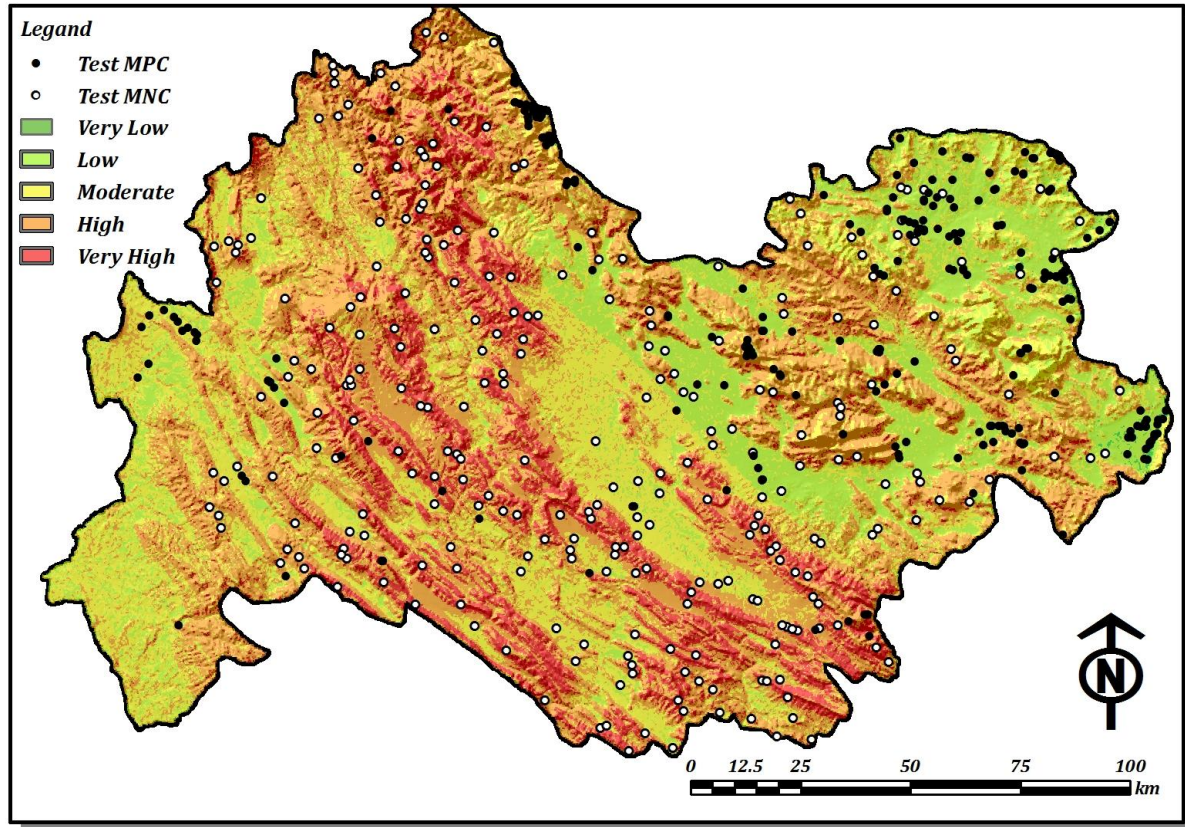 Legand
Test MPC
Test MNC
Very Low
Low
Moderate
High
Very High
N
0 12.5 25 50 75 100
km